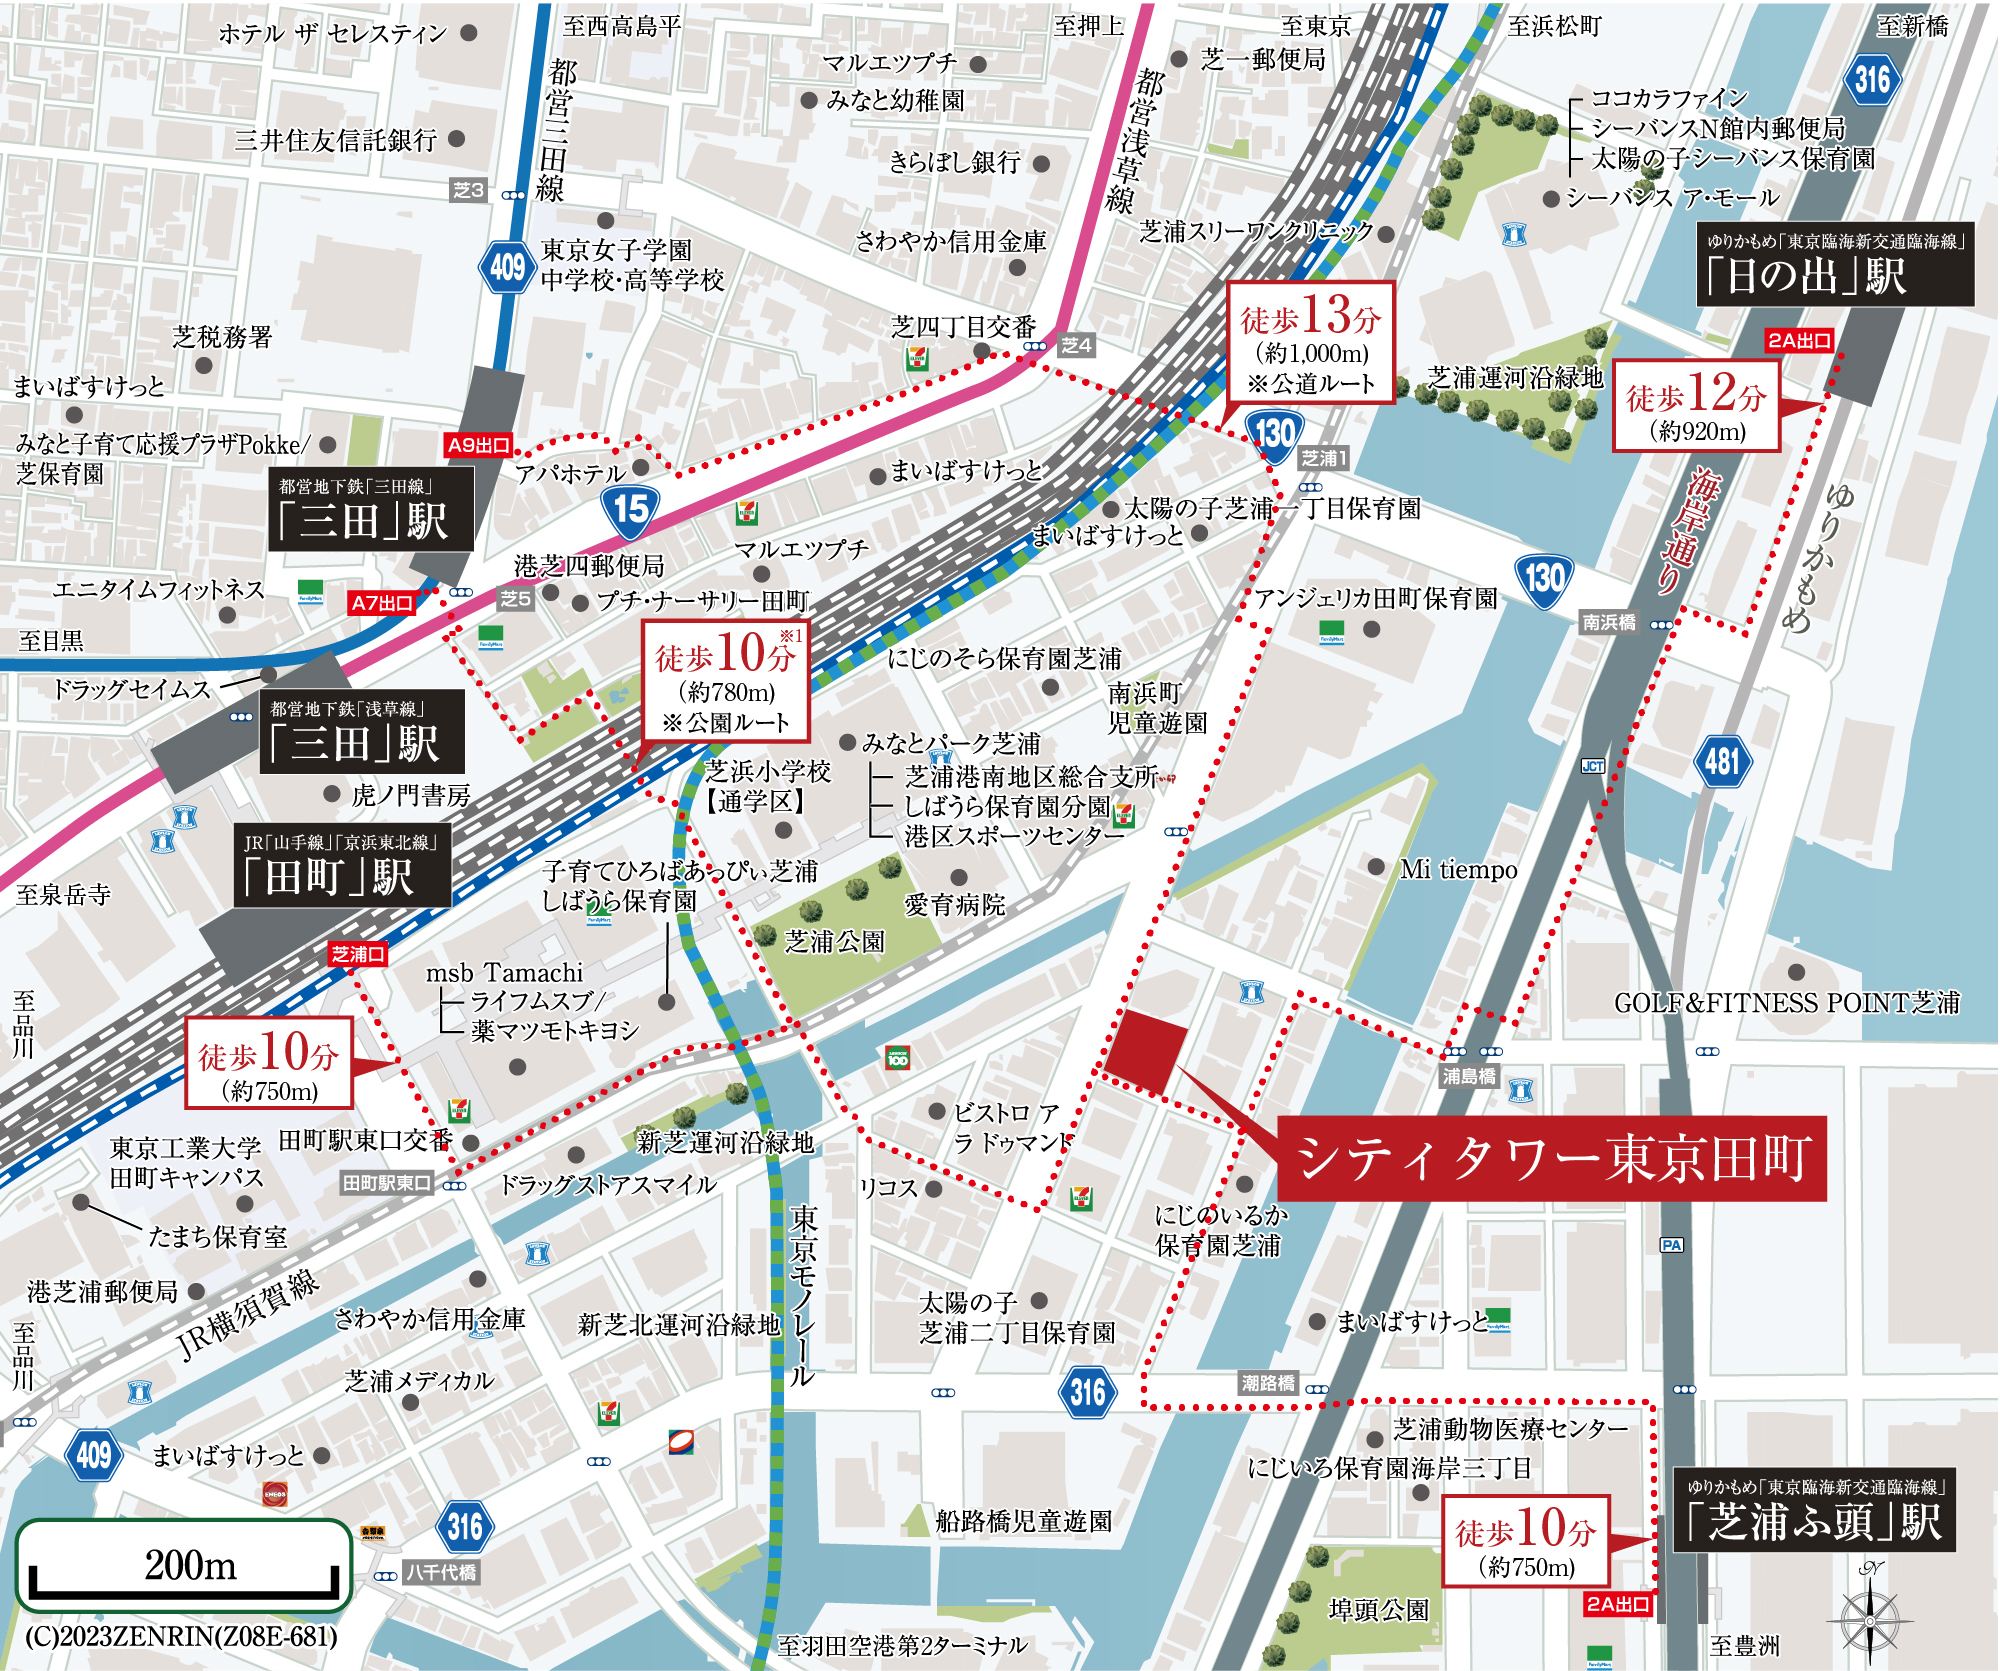 ホテル ザ セレスティン
至西高島平
至押上
至東京
至浜松町
至新橋
316
都営三田線
マルエツプチ
みなと幼稚園
都営浅草線
芝一郵便局
ココカラファイン
シーバンスN館内郵便局
太陽の子シーバンス保育園
シーバンス ア・モール
三井住友信託銀行
芝3
きらぼし銀行
409
東京女子学園
中学校・高等学校
さわやか信用金庫
芝浦スリーワンクリニック
ゆりかもめ「東京臨海新交通臨海線」
「日の出」駅
2A出口
芝税務署
芝四丁目交番
芝4
徒歩13分
(約1,000m)
※公道ルート
芝浦運河沿緑地
徒歩12分
(約920m)
まいばすけっと
みなと子育て応援プラザPokke/
芝保育園
A9出口
アパホテル
15
まいばすけっと
130
芝浦1
都営地下鉄「三田線」
「三田」駅
太陽の子芝浦一丁目保育園
まいばすけっと
海岸通り
ゆりかもめ
マルエツプチ
港芝四郵便局
芝5
プチ・ナーサリー田町
エニタイムフィットネス
A7出口
アンジェリカ田町保育園
130
南浜橋
至目黒
ドラッグセイムス
徒歩10分※1
(約780m)
※公園ルート
にじのそら保育園芝浦
南浜町
児童遊園
都営地下鉄「浅草線」
「三田」駅
虎ノ門書房
芝浜小学校
【通学区】
みなとパーク芝浦
芝浦港南地区総合支所
しばうら保育園分園
港区スポーツセンター
JCT
481
JR「山手線」「京浜東北線」
「田町」駅
至泉岳寺
子育てひろばあっぴぃ芝浦
しばうら保育園
愛育病院
芝浦公園
Mi tiempo
芝浦口
msb Tamachi
ライフムスブ/
薬マツモトキヨシ
GOLF&FITNESS POINT芝浦
至品川
徒歩10分
(約750m)
浦島橋
東京工業大学
田町キャンパス
田町駅東口交番
田町駅東口
新芝運河沿緑地
ビストロ ア
ラ ドゥマンド
シティタワー東京田町
たまち保育室
ドラッグストアスマイル
リコス
にじのいるか
保育園芝浦
東京モノレール
PA
港芝浦郵便局
JR横須賀線
さわやか信用金庫
新芝北運河沿緑地
太陽の子
芝浦二丁目保育園
まいばすけっと
至品川
芝浦メディカル
316
潮路橋
409
まいばすけっと
ENEOS
芝浦動物医療センター
にじいろ保育園海岸三丁目
ゆりかもめ「東京臨海新交通臨海線」
「芝浦ふ頭」駅
徒歩10分
(約750m)
2A出口
316
船路橋児童遊園
八千代橋
200m
(C)2023ZENRIN(Z08E-681)
埠頭公園
至羽田空港第2ターミナル
至豊洲
N